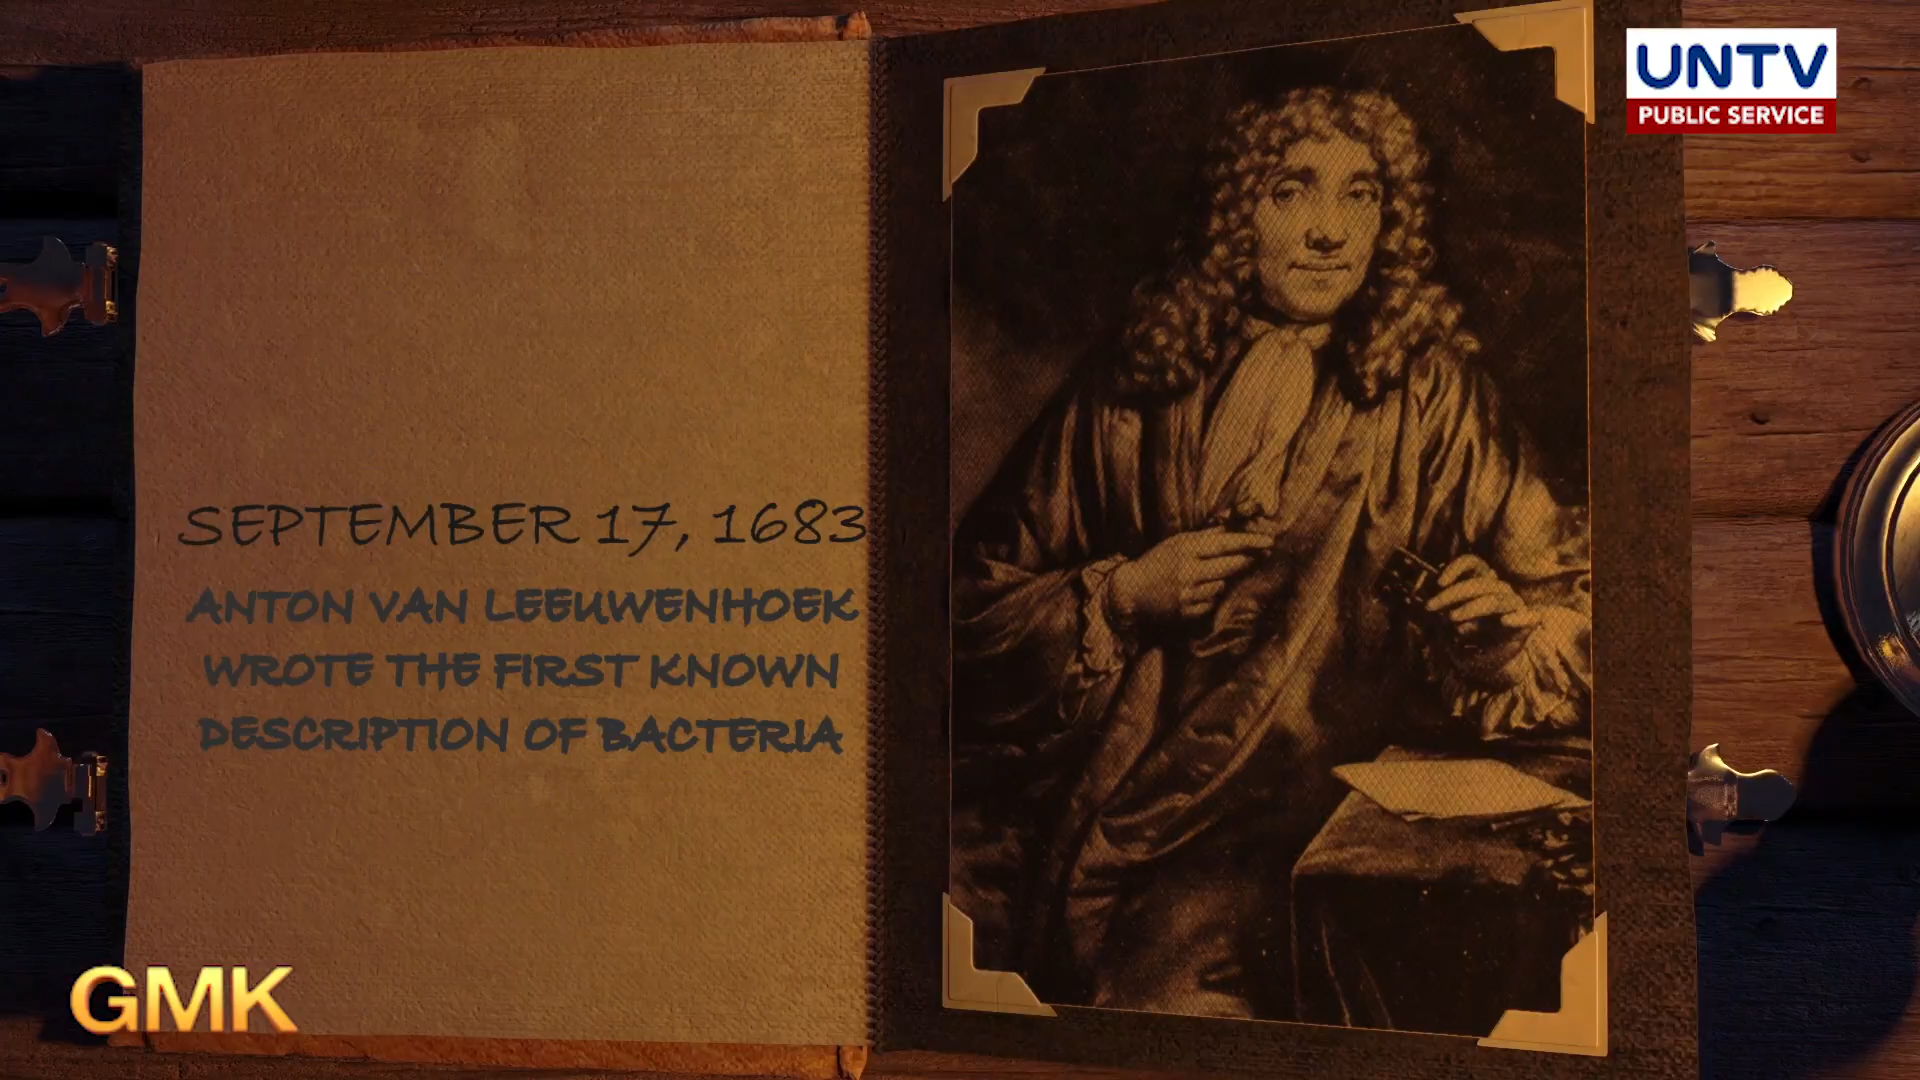 UNTV
PUBLIC SERVICE
SEPTEMBER 17, 1683
ANTON VAN LEEUWENHOEK
WROTE THE FIRST KNOWN
DESCRIPTION OF BACTERIA
GMK